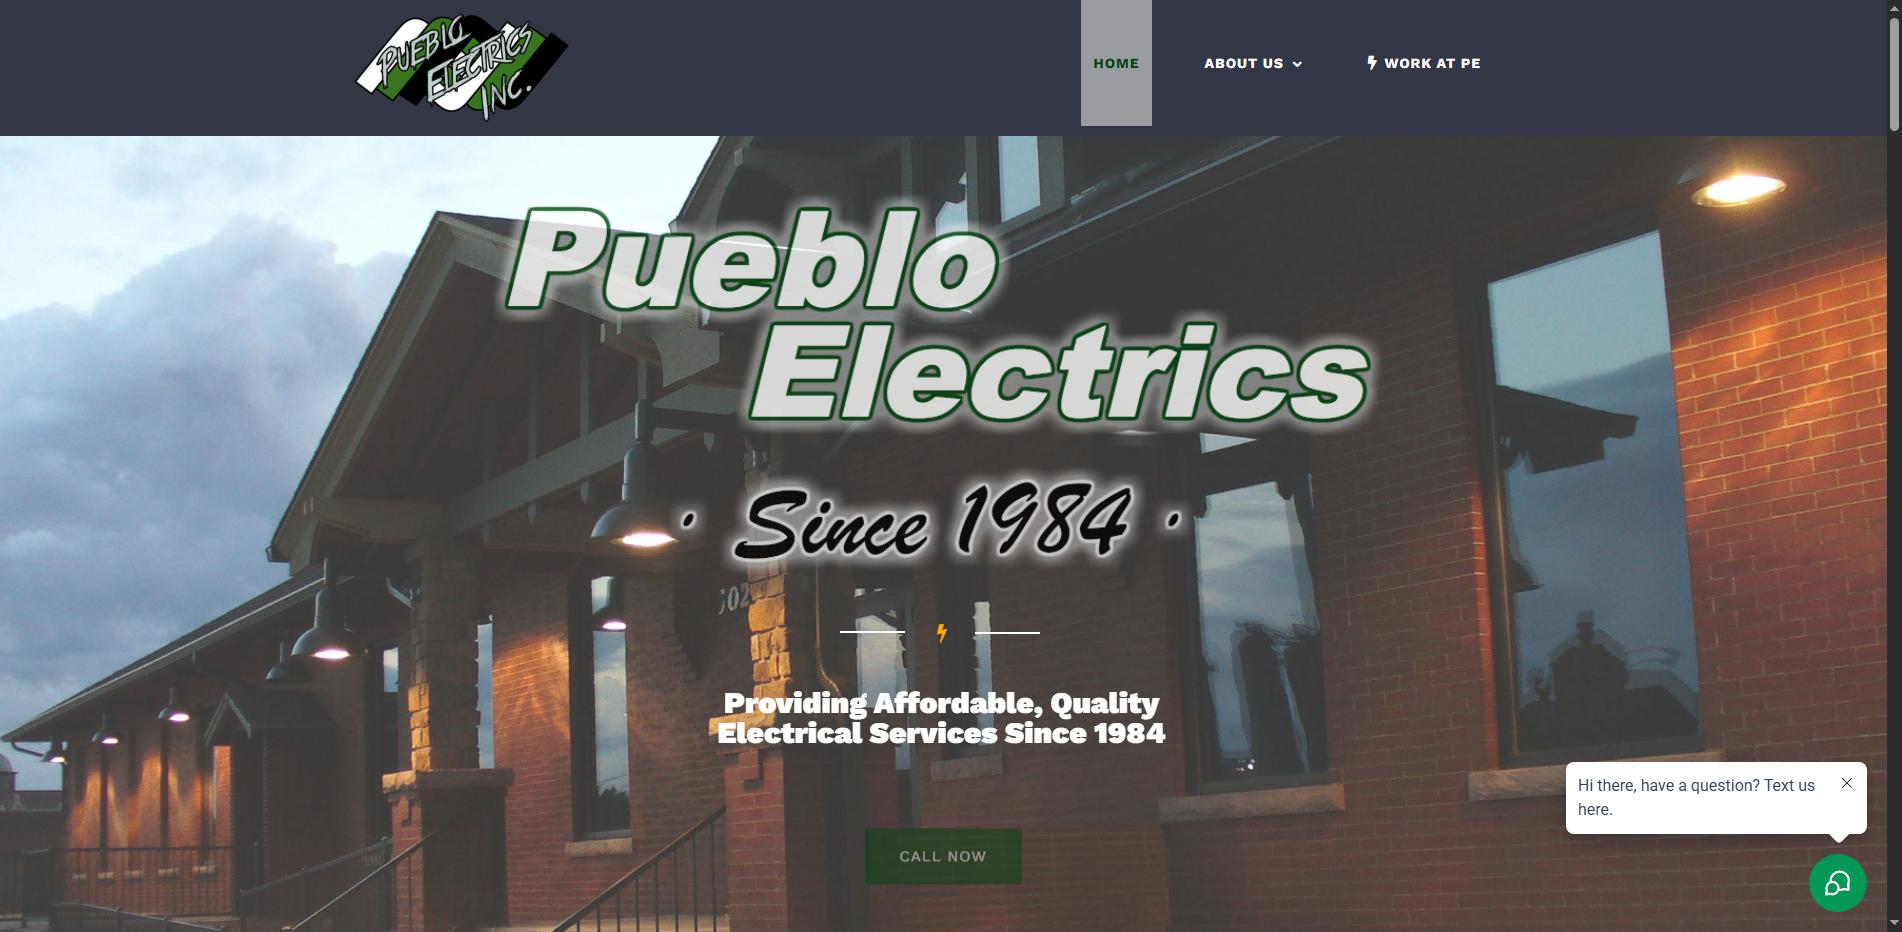 PUEBLO
ELECTRICS
INC.
HOME
ABOUT US
WORK AT PE
Pueblo
Electrics
· Since 1984 ·
502
Providing Affordable, Quality
Electrical Services Since 1984
CALL NOW
Hi there, have a question? Text us
here.